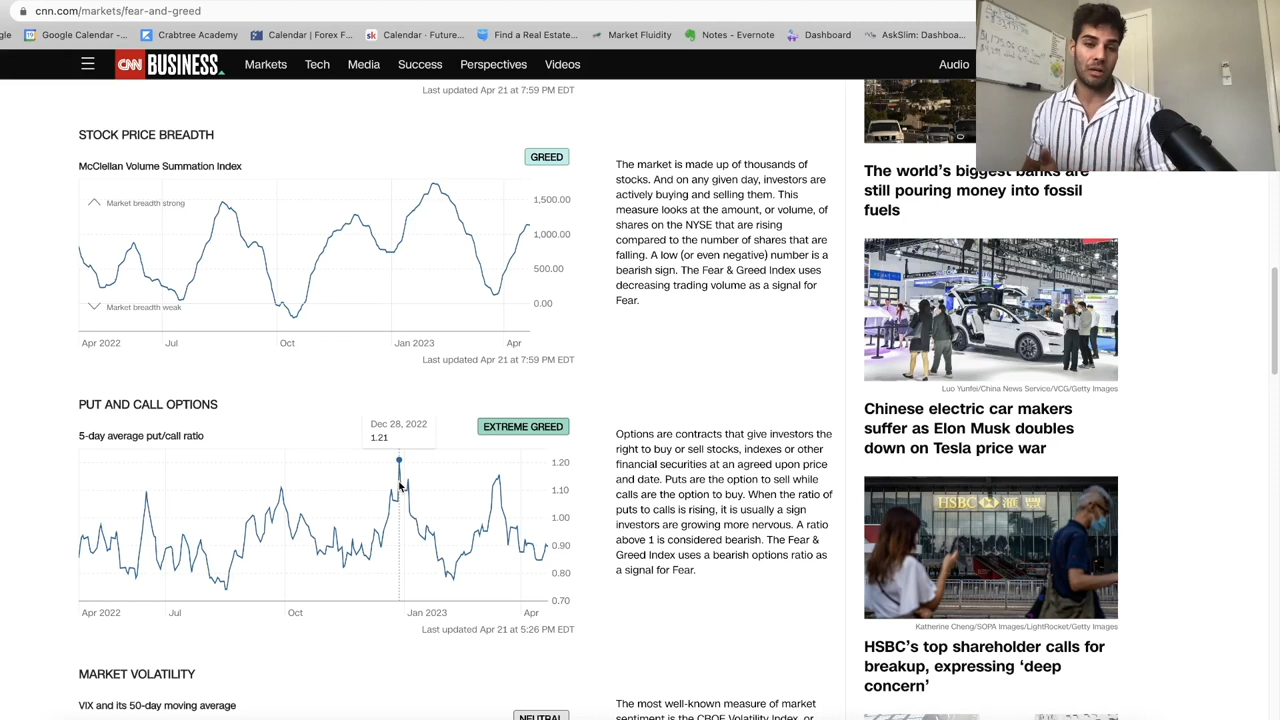 cnn.com/markets/fear-and-greed
gle
Google Calendar -...
Crabtree Academy
Calendar | Forex F...
Calendar - Future...
Find a Real Estate...
Market Fluidity
Notes - Evernote
Dashboard
AskSlim: Dashboa...
CNN BUSINESS
Markets
Tech
Media
Success
Perspectives
Videos
Audio
Last updated Apr 21 at 7:59 PM EDT
STOCK PRICE BREADTH
McClellan Volume Summation Index
GREED
Market breadth strong
Market breadth weak
1,500.00
1,000.00
500.00
0.00
Apr 2022
Jul
Oct
Jan 2023
Apr
Last updated Apr 21 at 7:59 PM EDT
The market is made up of thousands of
stocks. And on any given day, investors are
actively buying and selling them. This
measure looks at the amount, or volume, of
shares on the NYSE that are rising
compared to the number of shares that are
falling. A low (or even negative) number is a
bearish sign. The Fear & Greed Index uses
decreasing trading volume as a signal for
Fear.
PUT AND CALL OPTIONS
5-day average put/call ratio
EXTREME GREED
Dec 28, 2022
1.21
1.20
1.10
1.00
0.90
0.80
0.70
Apr 2022
Jul
Oct
Jan 2023
Apr
Last updated Apr 21 at 5:26 PM EDT
Options are contracts that give investors the
right to buy or sell stocks, indexes or other
financial securities at an agreed upon price
and date. Puts are the option to sell while
calls are the option to buy. When the ratio of
puts to calls is rising, it is usually a sign
investors are growing more nervous. A ratio
above 1 is considered bearish. The Fear &
Greed Index uses a bearish options ratio as
a signal for Fear.
MARKET VOLATILITY
VIX and its 50-day moving average
NEUTRAL
The most well-known measure of market
sentiment is the CBOE Volatility Index, or
The world's biggest banks are
still pouring money into fossil
fuels
Luo Yunfei/China News Service/VCG/Getty Images
Chinese electric car makers
suffer as Elon Musk doubles
down on Tesla price war
HSBC 滙豐
Katherine Cheng/SOPA Images/LightRocket/Getty Images
HSBC's top shareholder calls for
breakup, expressing 'deep
concern'